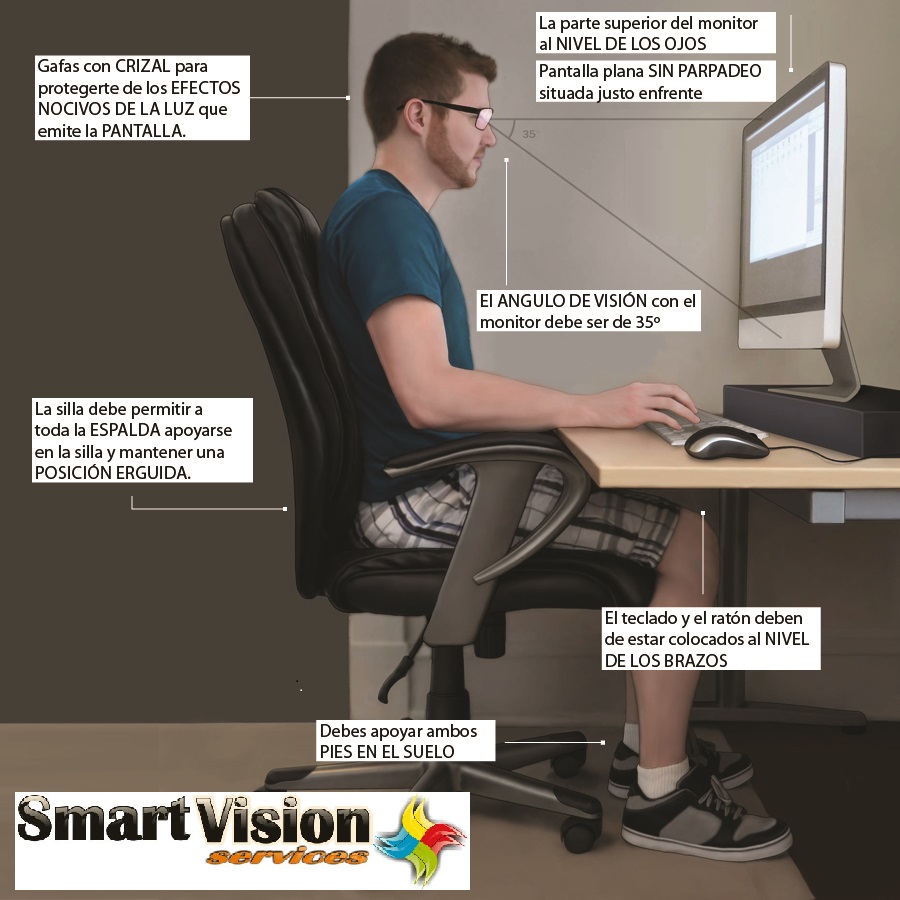 La parte superior del monitor
al NIVEL DE LOS OJOS
Pantalla plana SIN PARPADEO
situada justo enfrente
Gafas con CRIZAL para
protegerte de los EFECTOS
NOCIVOS DE LA LUZ que
emite la PANTALLA.
35
El ANGULO DE VISIÓN con el
monitor debe ser de 35º
La silla debe permitir a
toda la ESPALDA apoyarse
en la silla y mantener una
POSICIÓN ERGUIDA.
El teclado y el ratón deben
de estar colocados al NIVEL
DE LOS BRAZOS
Debes apoyar ambos
PIES EN EL SUELO
Smart Vision
services